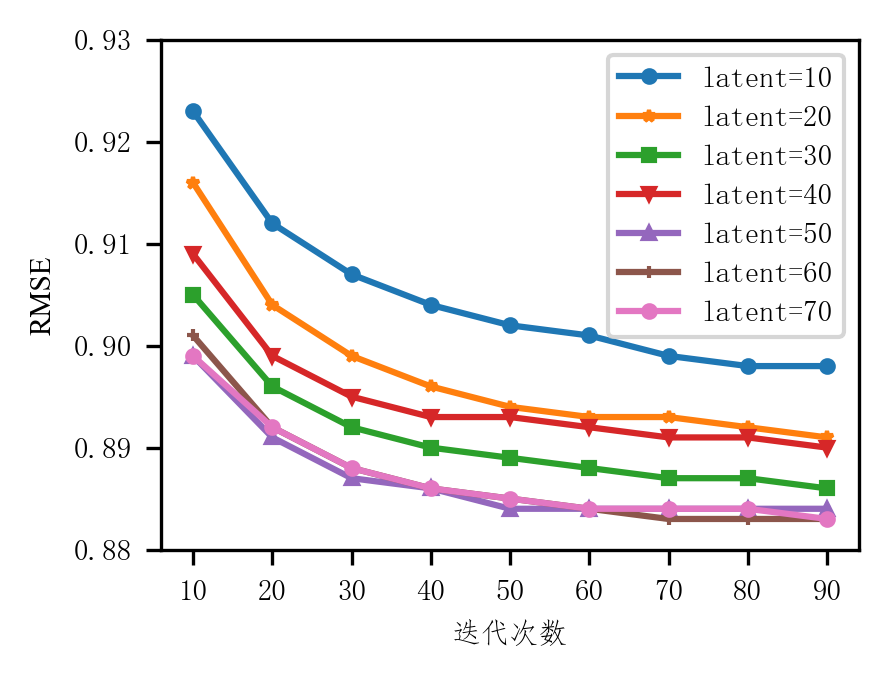 0.93
0.92
0.91
0.90
0.89
0.88
RMSE
latent=10
latent=20
latent=30
latent=40
latent=50
latent=60
latent=70
10 20 30 40 50 60 70 80 90
迭代次数